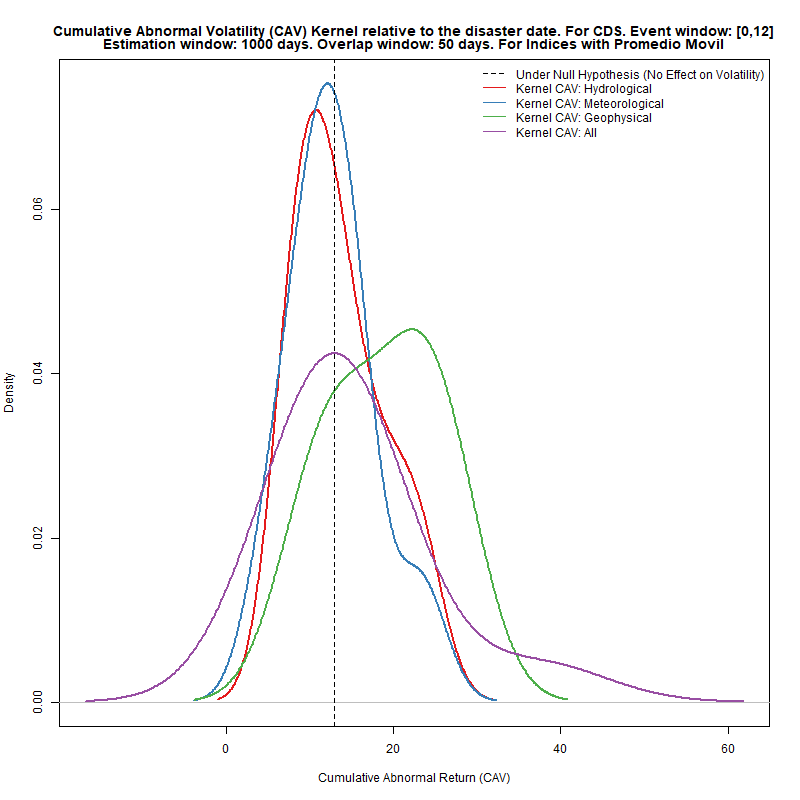 Cumulative Abnormal Volatility (CAV) Kernel relative to the disaster date. For CDS. Event window: [0,12]
Estimation window: 1000 days. Overlap window: 50 days. For Indices with Promedio Movil
Under Null Hypothesis (No Effect on Volatility)
Kernel CAV: Hydrological
Kernel CAV: Meteorological
Kernel CAV: Geophysical
Kernel CAV: All
0.06
0.04
0.02
0.00
Density
0 20 40 60
Cumulative Abnormal Return (CAV)